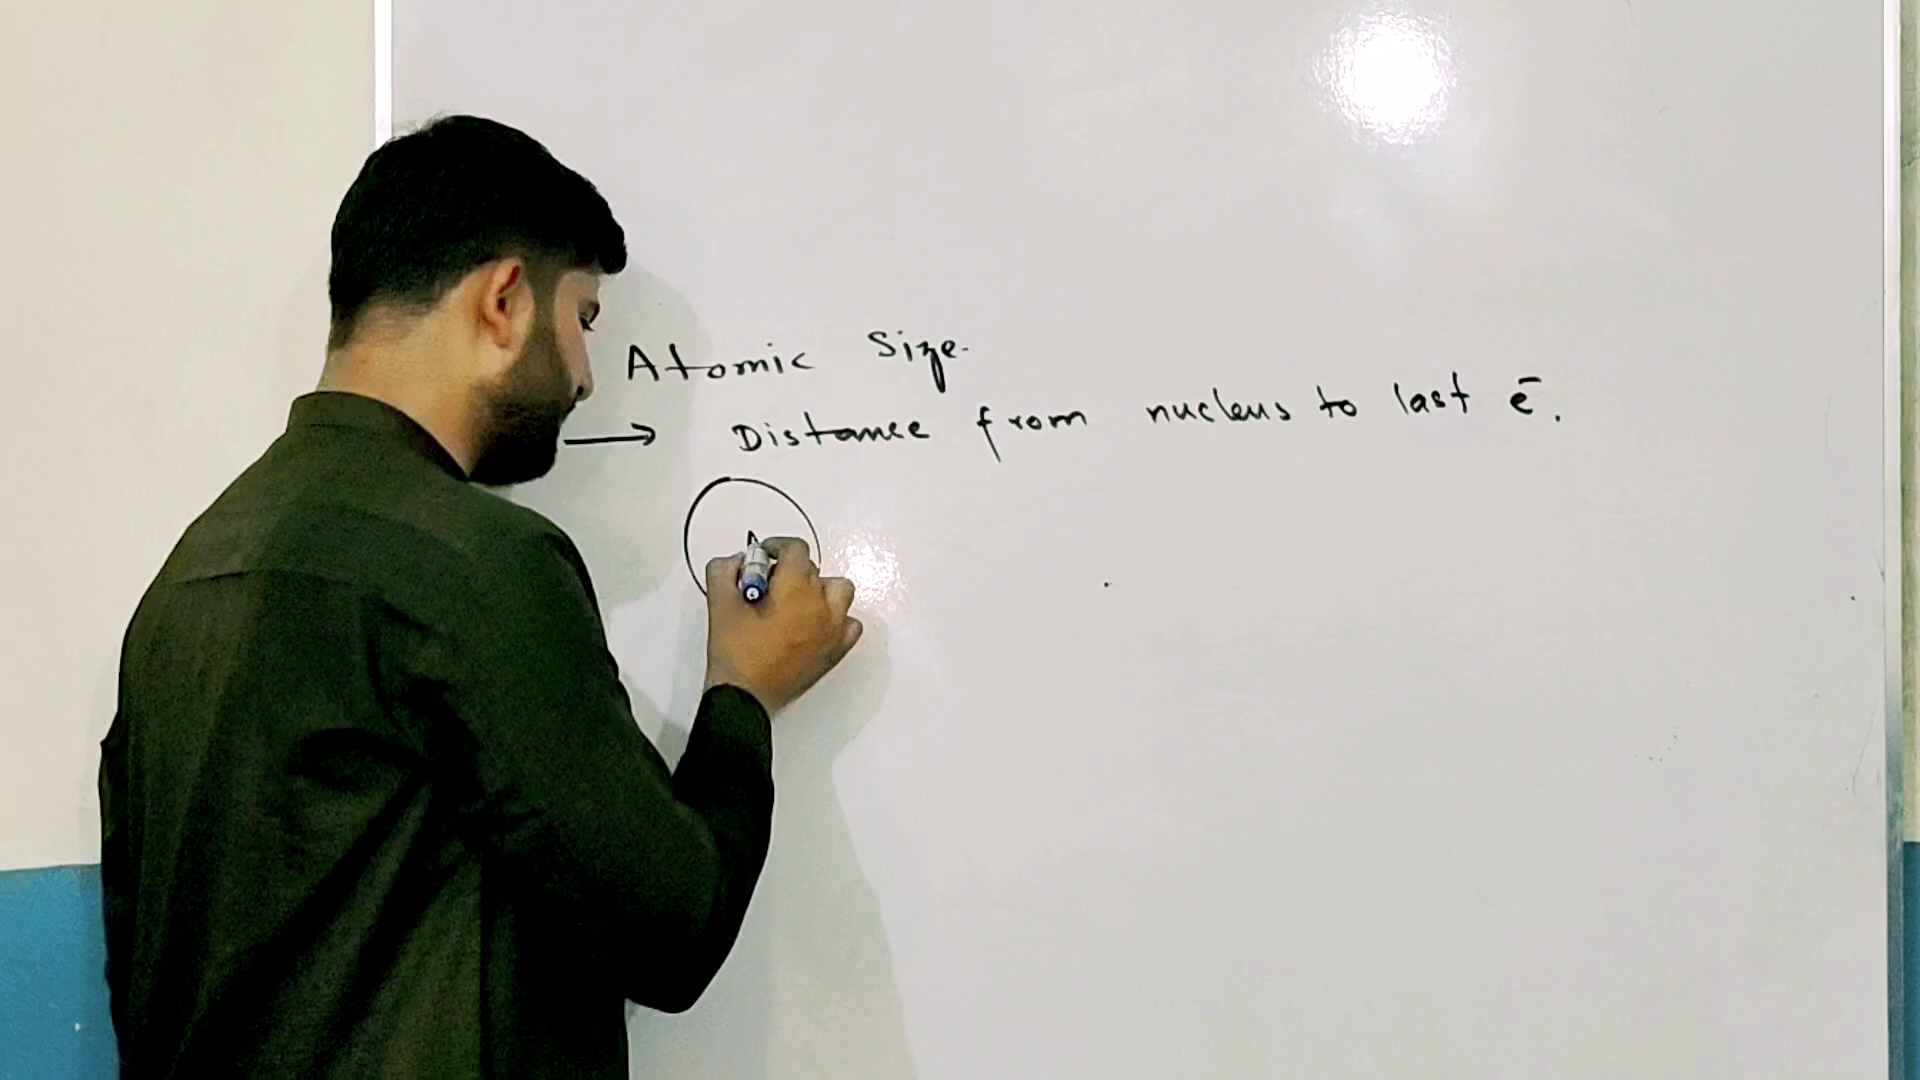 Atomic Size.
→ Distance from nucleus to last e̅.